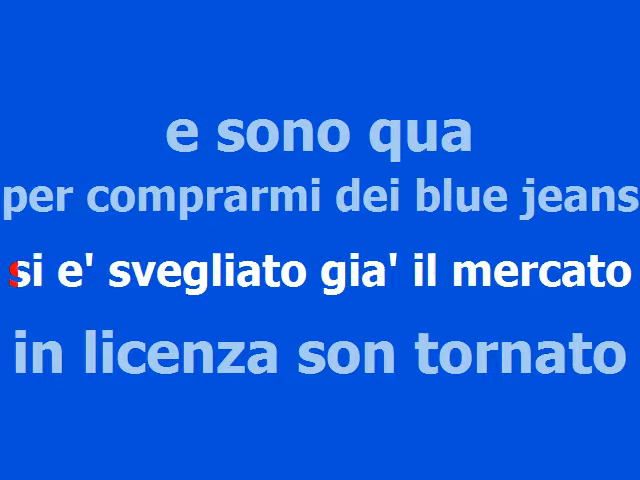 e sono qua
per comprarmi dei blue jeans
si e' svegliato gia' il mercato
in licenza son tornato